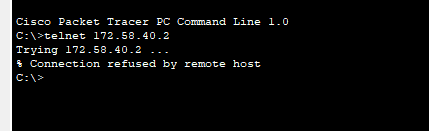 Cisco Packet Tracer PC Command Line 1.0
C:\>telnet 172.58.40.2
Trying 172.58.40.2 ...
% Connection refused by remote host
C:\>